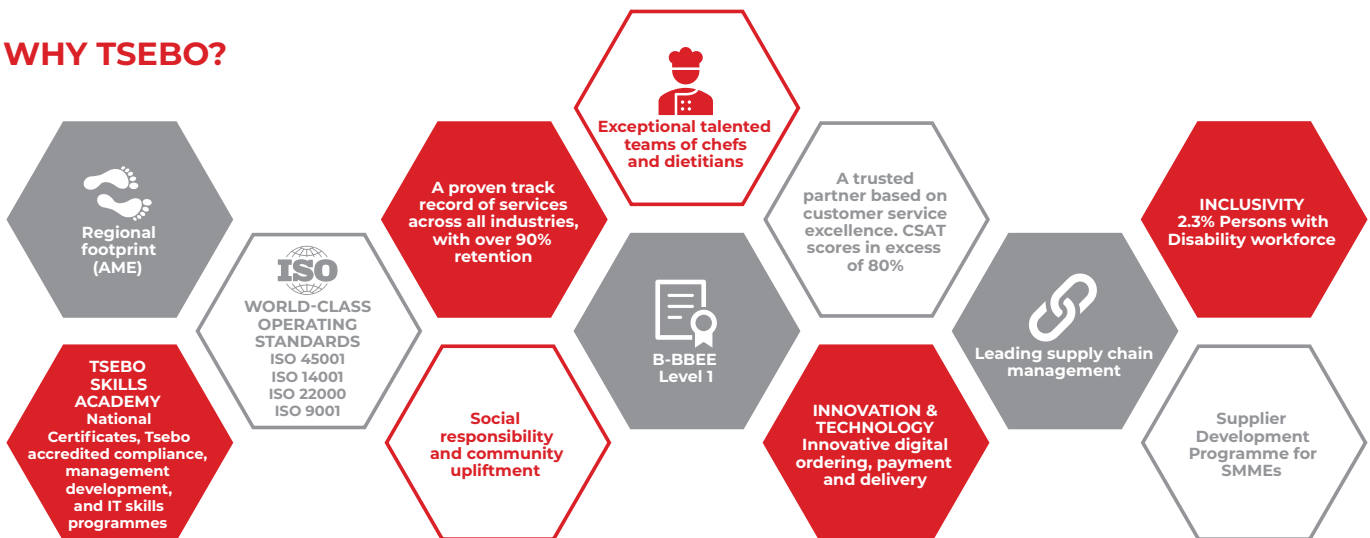 WHY TSEBO?
Exceptional talented
teams of chefs
and dietitians
Regional
footprint
(AME)
A proven track
record of services
across all industries,
with over 90%
retention
A trusted
partner based on
customer service
excellence. CSAT
scores in excess
of 80%
INCLUSIVITY
2.3% Persons with
Disability workforce
ISO
WORLD-CLASS
OPERATING
STANDARDS
ISO 45001
ISO 14001
ISO 22000
ISO 9001
B-BBEE
Level 1
Leading supply chain
management
TSEBO
SKILLS
ACADEMY
National
Certificates, Tsebo
accredited compliance,
management
development,
and IT skills
programmes
Social
responsibility
and community
upliftment
INNOVATION &
TECHNOLOGY
Innovative digital
ordering, payment
and delivery
Supplier
Development
Programme for
SMMEs